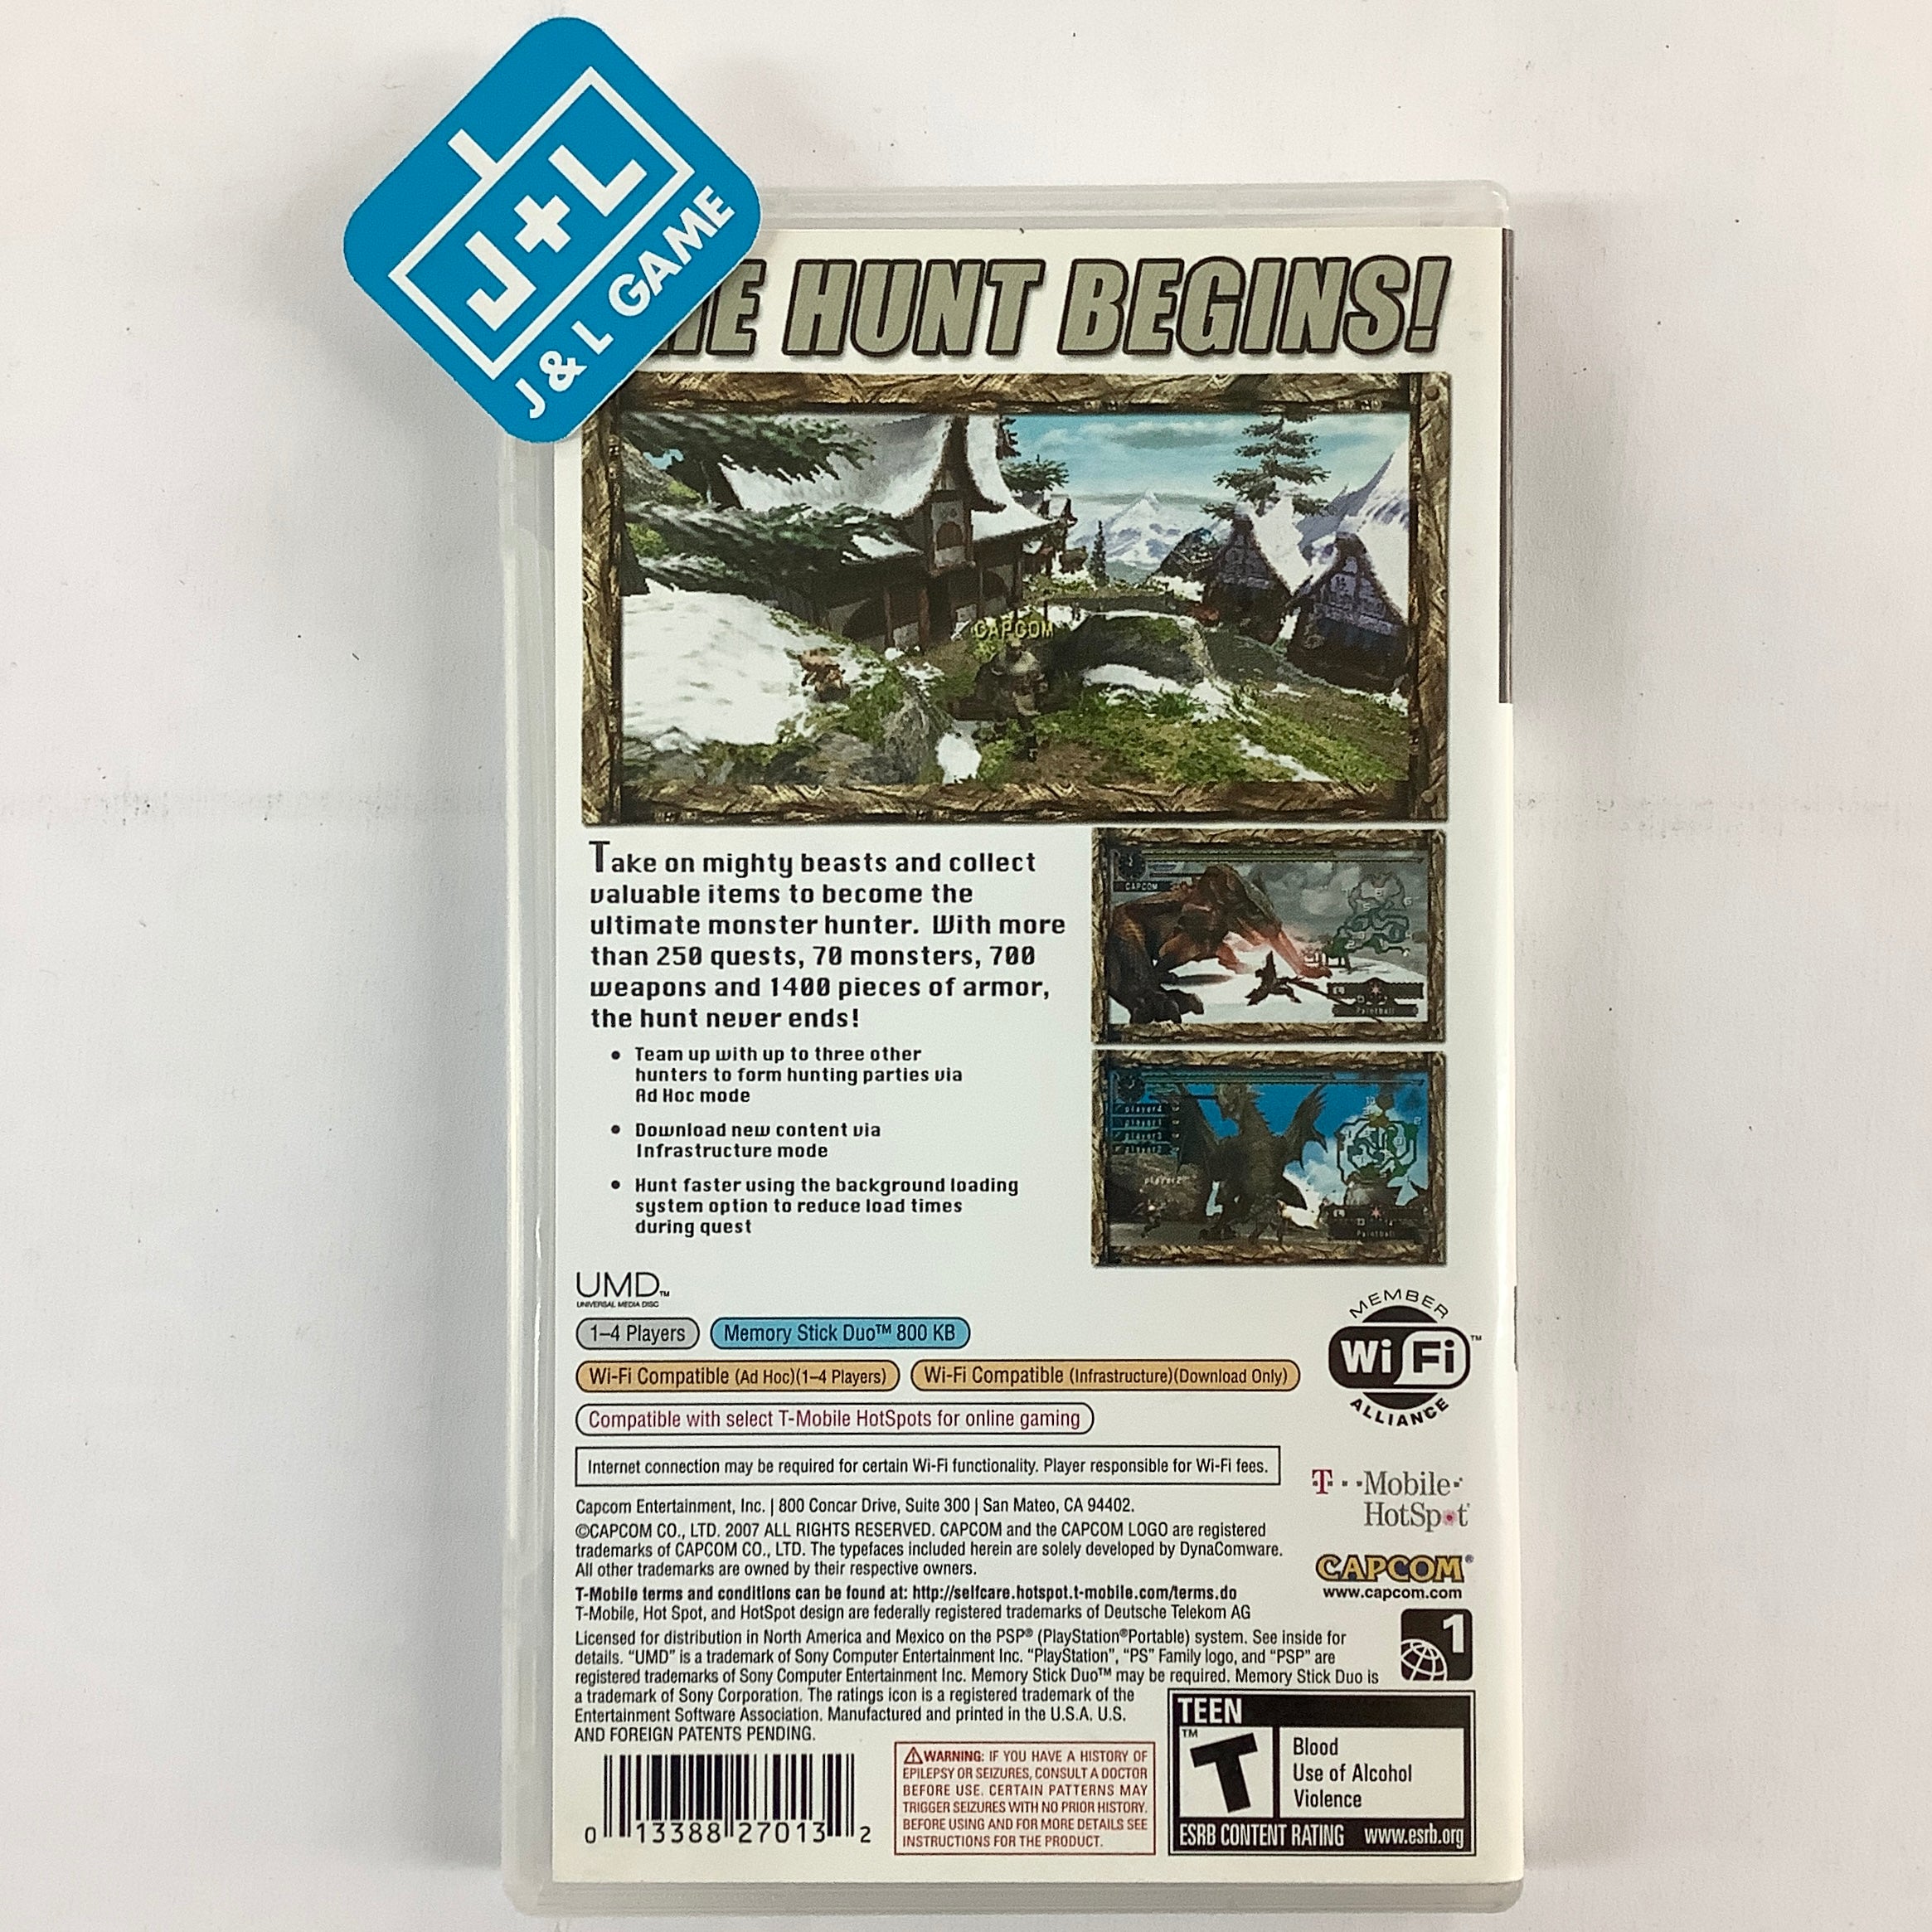 J+L
J & L GAME
HE HUNT BEGINS!
CAPCOM
Take on mighty beasts and collect
valuable items to become the
ultimate monster hunter. With more
than 250 quests, 70 monsters, 700
weapons and 1400 pieces of armor,
the hunt never ends!
• Team up with up to three other
hunters to form hunting parties via
Ad Hoc mode
• Download new content via
Infrastructure mode
• Hunt faster using the background loading
system option to reduce load times
during quest
CAPCOM
Paintball
player2
Paintball
UMD™
UNIVERSAL MEDIA DISC
1–4 Players
Memory Stick Duo™ 800 KB
Wi-Fi Compatible (Ad Hoc)(1–4 Players)
Wi-Fi Compatible (Infrastructure)(Download Only)
Compatible with select T-Mobile HotSpots for online gaming
MEMBER
Wi Fi ™
ALLIANCE
Internet connection may be required for certain Wi-Fi functionality. Player responsible for Wi-Fi fees.
T··Mobile·
HotSpot
Capcom Entertainment, Inc. | 800 Concar Drive, Suite 300 | San Mateo, CA 94402.
©CAPCOM CO., LTD. 2007 ALL RIGHTS RESERVED. CAPCOM and the CAPCOM LOGO are registered
trademarks of CAPCOM CO., LTD. The typefaces included herein are solely developed by DynaComware.
All other trademarks are owned by their respective owners.
CAPCOM®
www.capcom.com
T-Mobile terms and conditions can be found at: http://selfcare.hotspot.t-mobile.com/terms.do
T-Mobile, Hot Spot, and HotSpot design are federally registered trademarks of Deutsche Telekom AG
Licensed for distribution in North America and Mexico on the PSP® (PlayStation®Portable) system. See inside for
details. “UMD” is a trademark of Sony Computer Entertainment Inc. “PlayStation”, “PS” Family logo, and “PSP” are
registered trademarks of Sony Computer Entertainment Inc. Memory Stick Duo™ may be required. Memory Stick Duo is
a trademark of Sony Corporation. The ratings icon is a registered trademark of the
Entertainment Software Association. Manufactured and printed in the U.S.A. U.S.
AND FOREIGN PATENTS PENDING.
1
TEEN
T™
Blood
Use of Alcohol
Violence
ESRB CONTENT RATING www.esrb.org
WARNING: IF YOU HAVE A HISTORY OF
EPILEPSY OR SEIZURES, CONSULT A DOCTOR
BEFORE USE. CERTAIN PATTERNS MAY
TRIGGER SEIZURES WITH NO PRIOR HISTORY.
BEFORE USING AND FOR MORE DETAILS SEE
INSTRUCTIONS FOR THE PRODUCT.
0 13388 27013 2